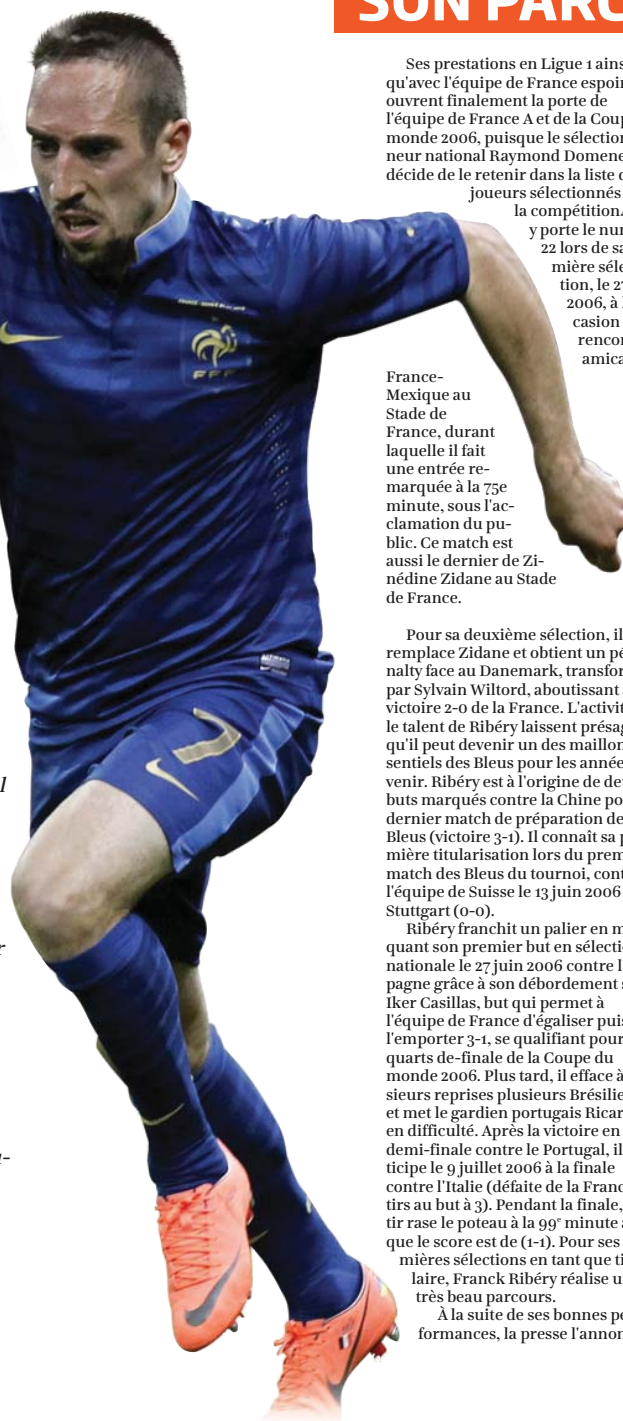 SON PARC
Ses prestations en Ligue 1 ains
qu'avec l'équipe de France espoir
ouvrent finalement la porte de
l'équipe de France A et de la Coup
monde 2006, puisque le sélection
neur national Raymond Domene
décide de le retenir dans la liste d
joueurs sélectionnés
la compétition
y porte le nu
22 lors de sa
mière séle
tion, le 27
2006, à l
casion
rencon
amica
France-
Mexique au
Stade de
France, durant
laquelle il fait
une entrée re-
marquée à la 75e
minute, sous l'ac-
clamation du pu-
blic. Ce match est
aussi le dernier de Zi-
nédine Zidane au Stade
de France.
Pour sa deuxième sélection, il
remplace Zidane et obtient un pé
nalty face au Danemark, transfor
par Sylvain Wiltord, aboutissant
victoire 2-0 de la France. L'activit
le talent de Ribéry laissent présag
qu'il peut devenir un des maillon
sentiels des Bleus pour les année
venir. Ribéry est à l'origine de de
buts marqués contre la Chine po
dernier match de préparation de
Bleus (victoire 3-1). Il connaît sa p
mière titularisation lors du prem
match des Bleus du tournoi, cont
l'équipe de Suisse le 13 juin 2006
Stuttgart (0-0).
Ribéry franchit un palier en m
quant son premier but en sélecti
nationale le 27 juin 2006 contre l
pagne grâce à son débordement s
Iker Casillas, but qui permet à
l'équipe de France d'égaliser puis
l'emporter 3-1, se qualifiant pour
quarts de-finale de la Coupe du
monde 2006. Plus tard, il efface à
sieurs reprises plusieurs Brésilie
et met le gardien portugais Ricar
en difficulté. Après la victoire en
demi-finale contre le Portugal, il
ticipe le 9 juillet 2006 à la finale
contre l'Italie (défaite de la Franc
tirs au but à 3). Pendant la finale,
tir rase le poteau à la 99e minute a
que le score est de (1-1). Pour ses
mières sélections en tant que ti
laire, Franck Ribéry réalise u
très beau parcours.
À la suite de ses bonnes pe
formances, la presse l'annon
FFF
7